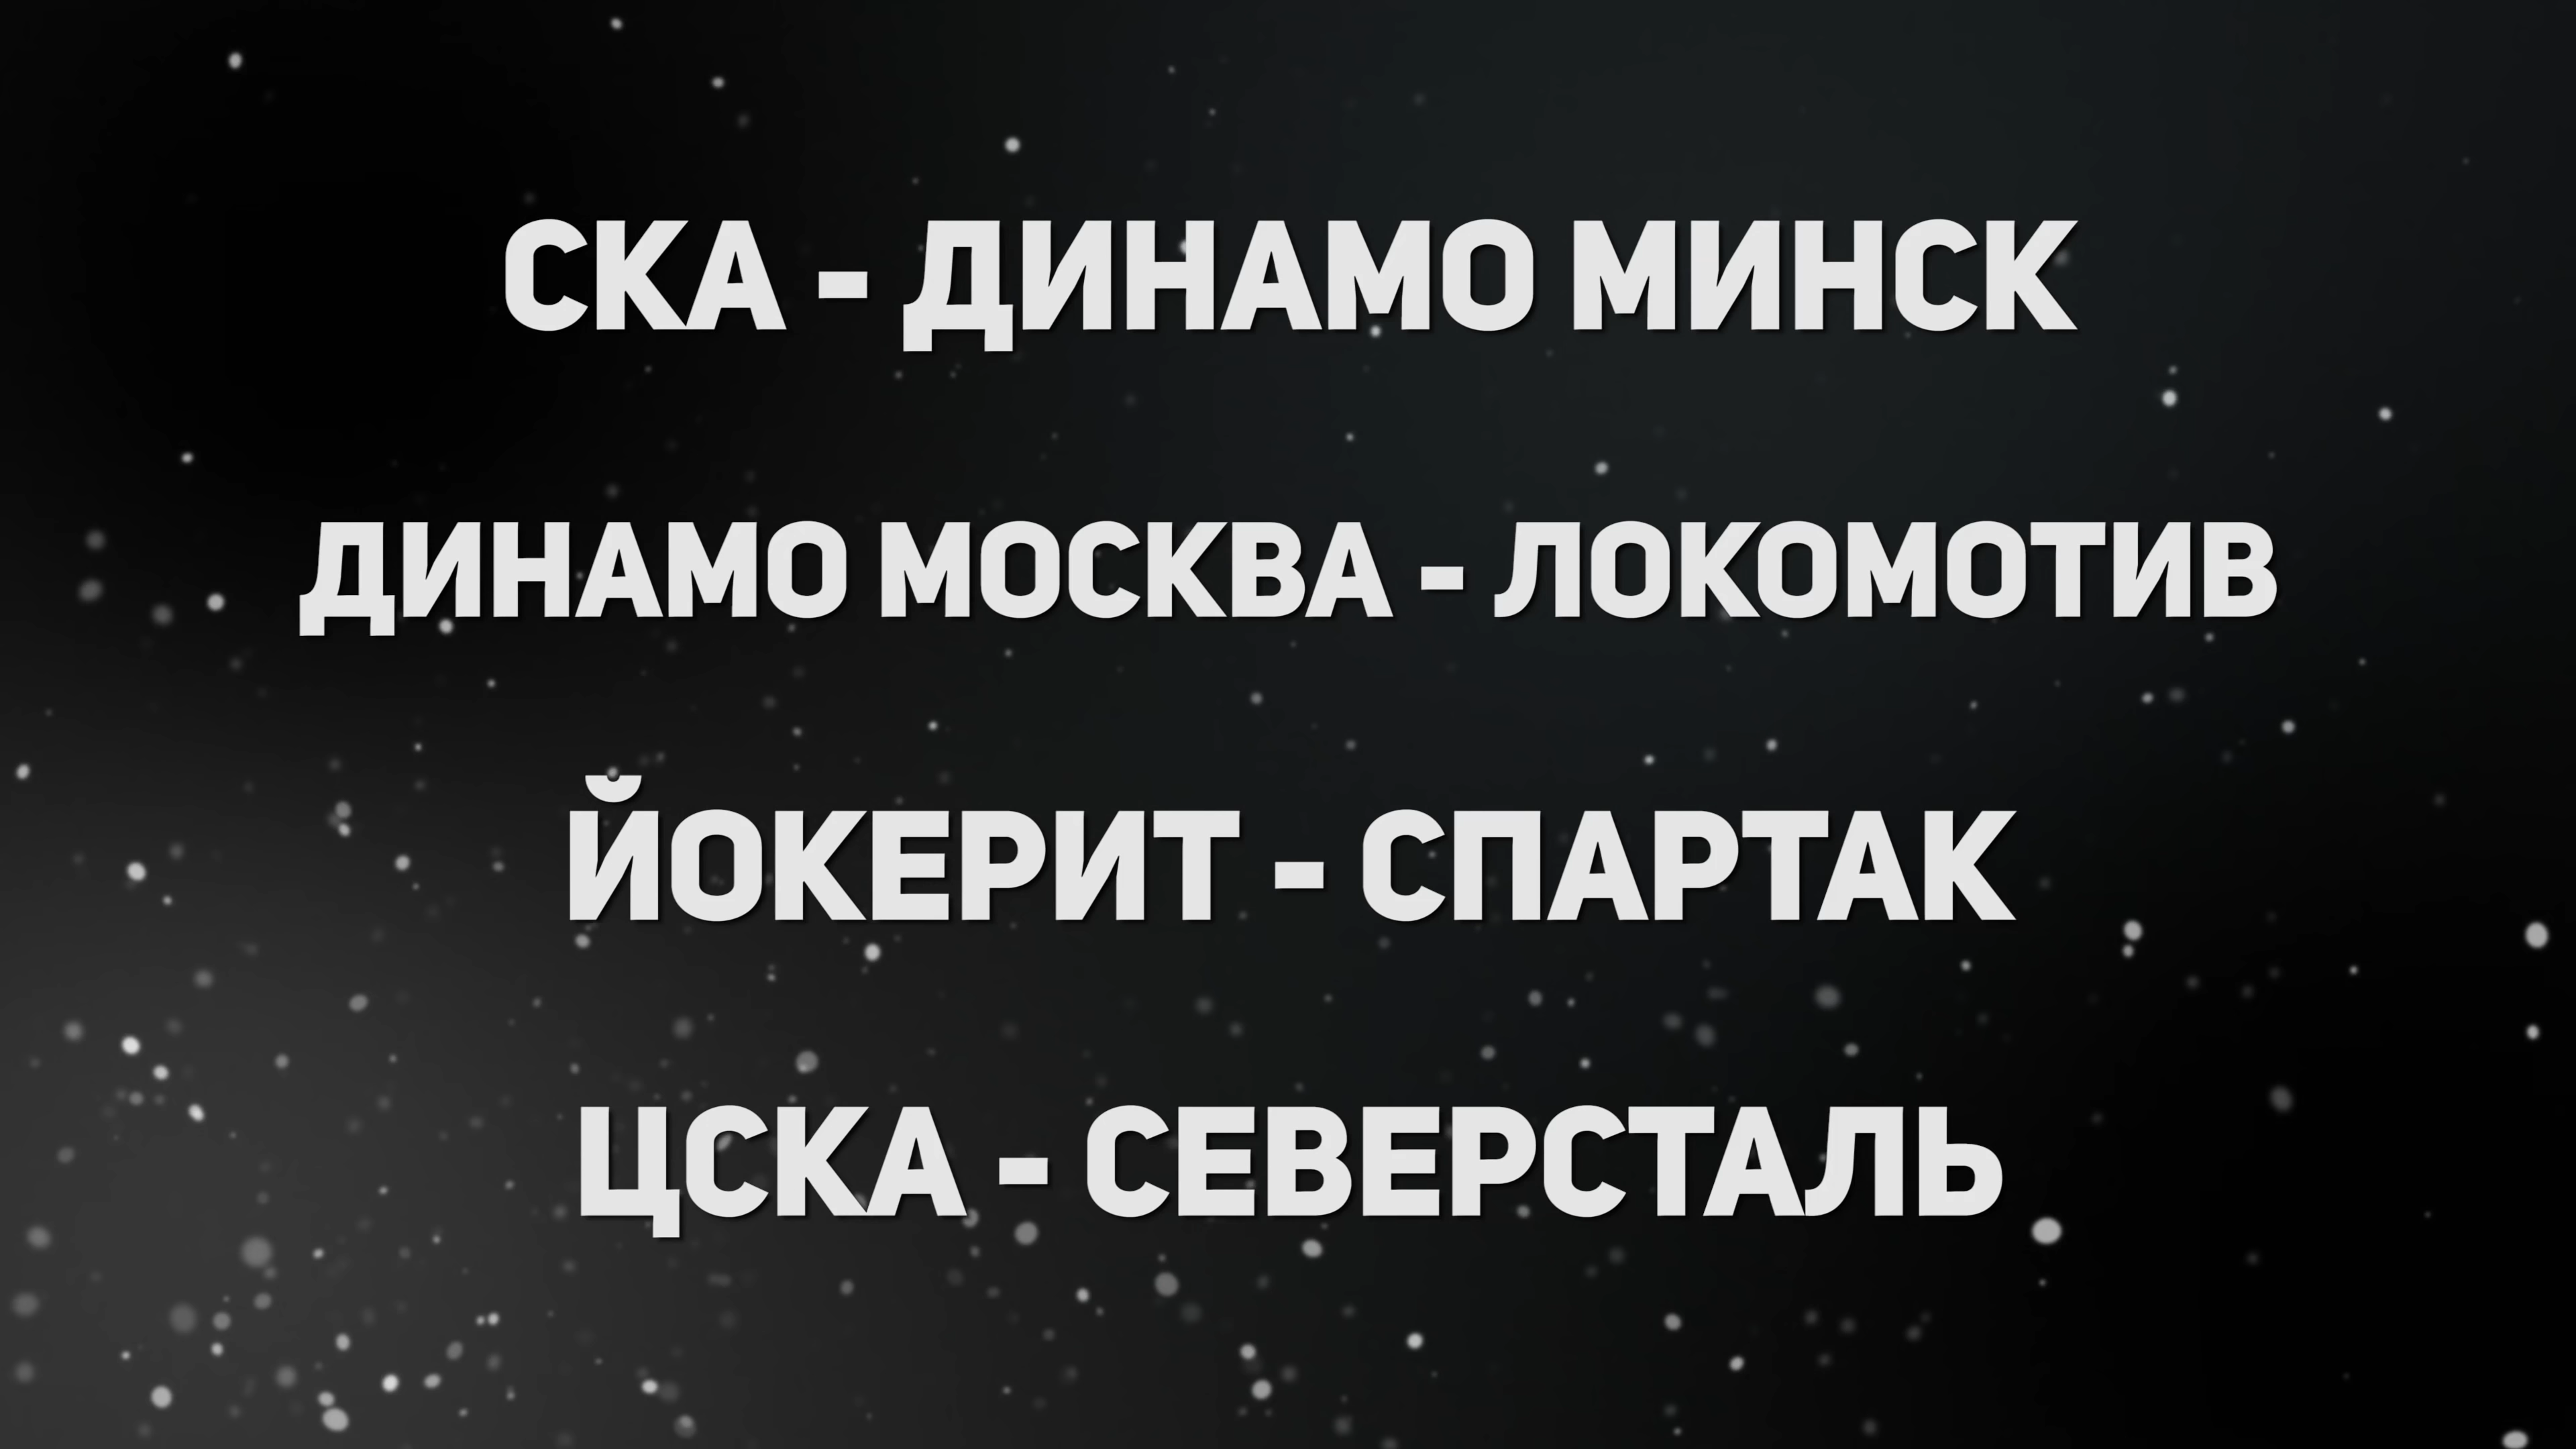 СКА - ДИНАМО МИНСК
ДИНАМО МОСКВА - ЛОКОМОТИВ
ЙОКЕРИТ - СПАРТАК
ЦСКА - СЕВЕРСТАЛЬ